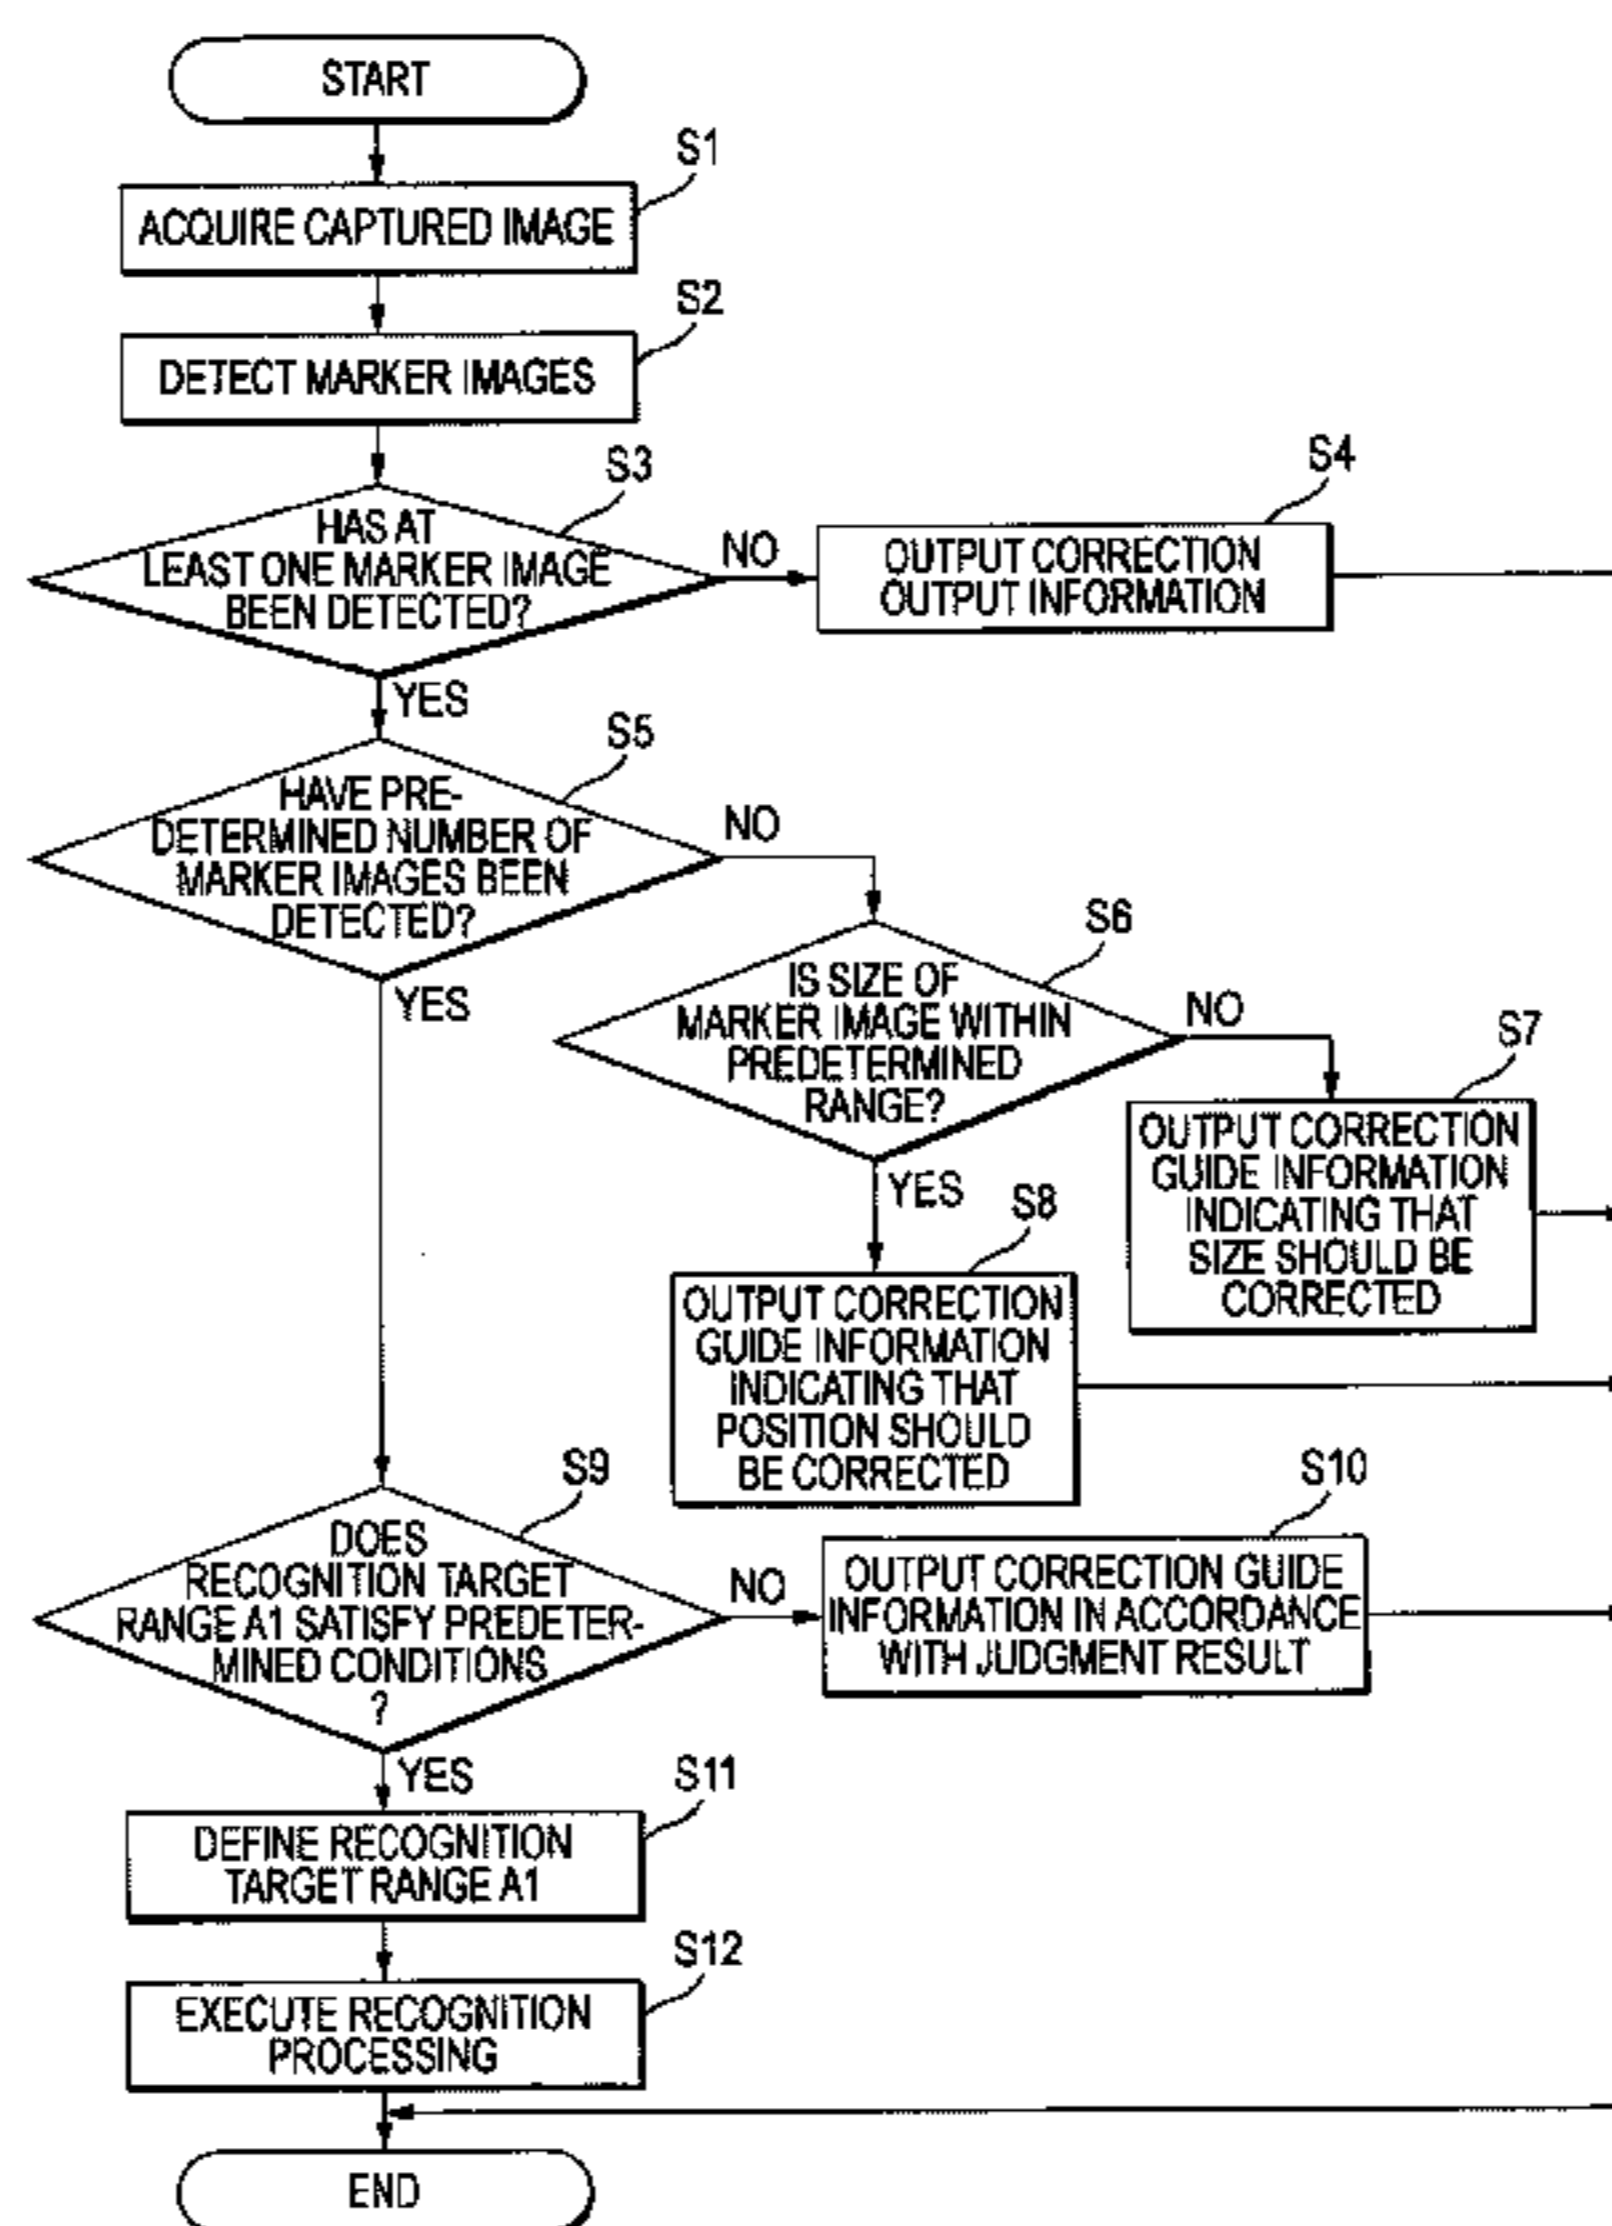 START
S1
ACQUIRE CAPTURED IMAGE
S2
DETECT MARKER IMAGES
S3
HAS AT
LEAST ONE MARKER IMAGE
BEEN DETECTED?
NO
S4
OUTPUT CORRECTION
OUTPUT INFORMATION
YES
S5
HAVE PRE-
DETERMINED NUMBER OF
MARKER IMAGES BEEN
DETECTED?
NO
YES
S6
IS SIZE OF
MARKER IMAGE WITHIN
PREDETERMINED
RANGE?
NO
S7
OUTPUT CORRECTION
GUIDE INFORMATION
INDICATING THAT
SIZE SHOULD BE
CORRECTED
YES
S8
OUTPUT CORRECTION
GUIDE INFORMATION
INDICATING THAT
POSITION SHOULD
BE CORRECTED
S9
DOES
RECOGNITION TARGET
RANGE A1 SATISFY PREDETER-
MINED CONDITIONS
?
NO
S10
OUTPUT CORRECTION GUIDE
INFORMATION IN ACCORDANCE
WITH JUDGMENT RESULT
YES
S11
DEFINE RECOGNITION
TARGET RANGE A1
S12
EXECUTE RECOGNITION
PROCESSING
END